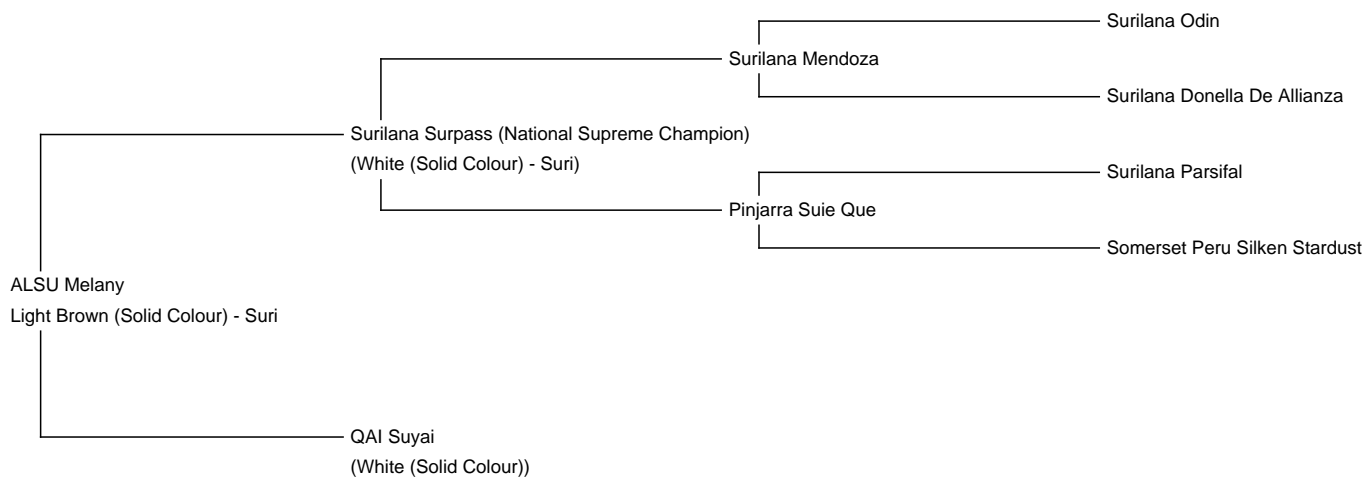 Surilana Odin
Surilana Mendoza
Surilana Donella De Allianza
Surilana Surpass (National Supreme Champion)
(White (Solid Colour) - Suri)
Surilana Parsifal
Pinjarra Suie Que
Somerset Peru Silken Stardust
ALSU Melany
Light Brown (Solid Colour) - Suri
QAI Suyai
(White (Solid Colour))